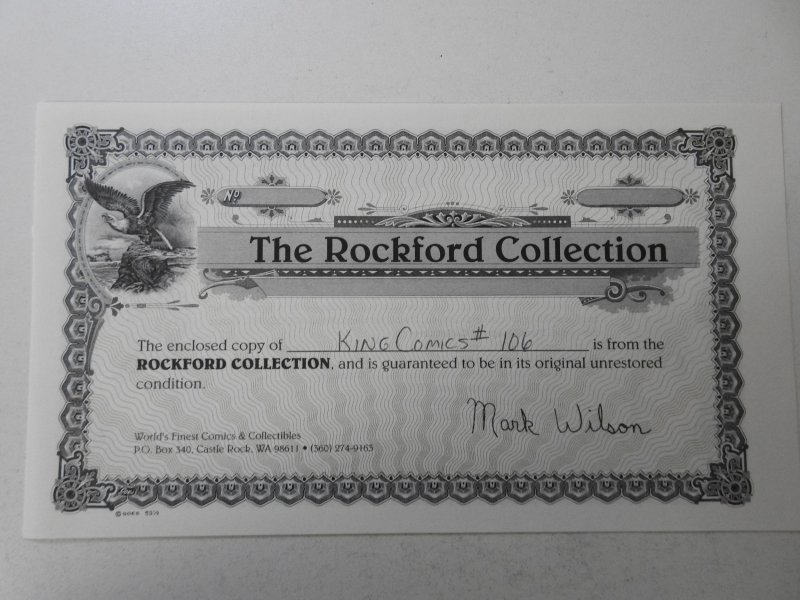 Nº
The Rockford Collection
The enclosed copy of King Comics # 106 is from the
ROCKFORD COLLECTION, and is guaranteed to be in its original unrestored
condition.
Mark Wilson
World's Finest Comics & Collectibles
P.O. Box 340, Castle Rock, WA 98611 • (360) 274-9163
© GOES